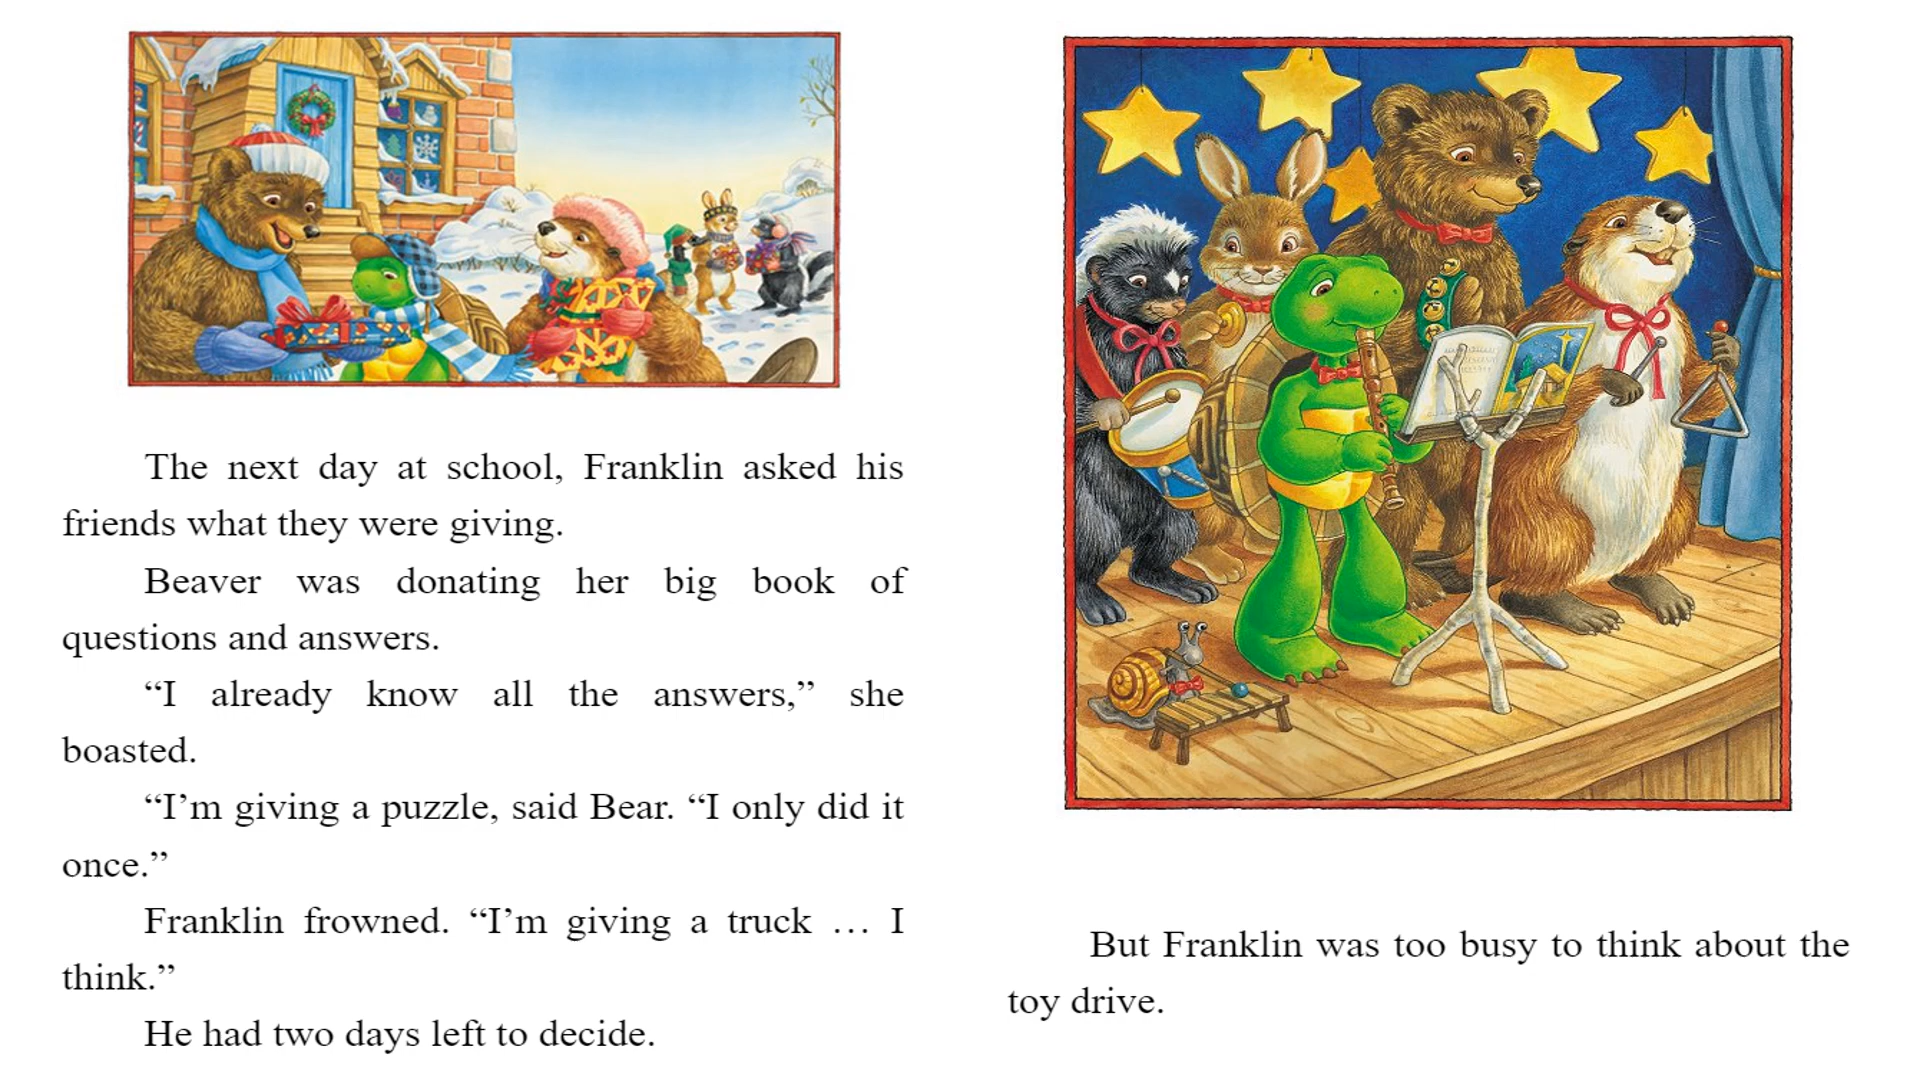 The next day at school, Franklin asked his
friends what they were giving.
Beaver was donating her big book of
questions and answers.
“I already know all the answers,” she
boasted.
“I’m giving a puzzle, said Bear. “I only did it
once.”
Franklin frowned. “I’m giving a truck … I
think.”
He had two days left to decide.
But Franklin was too busy to think about the
toy drive.